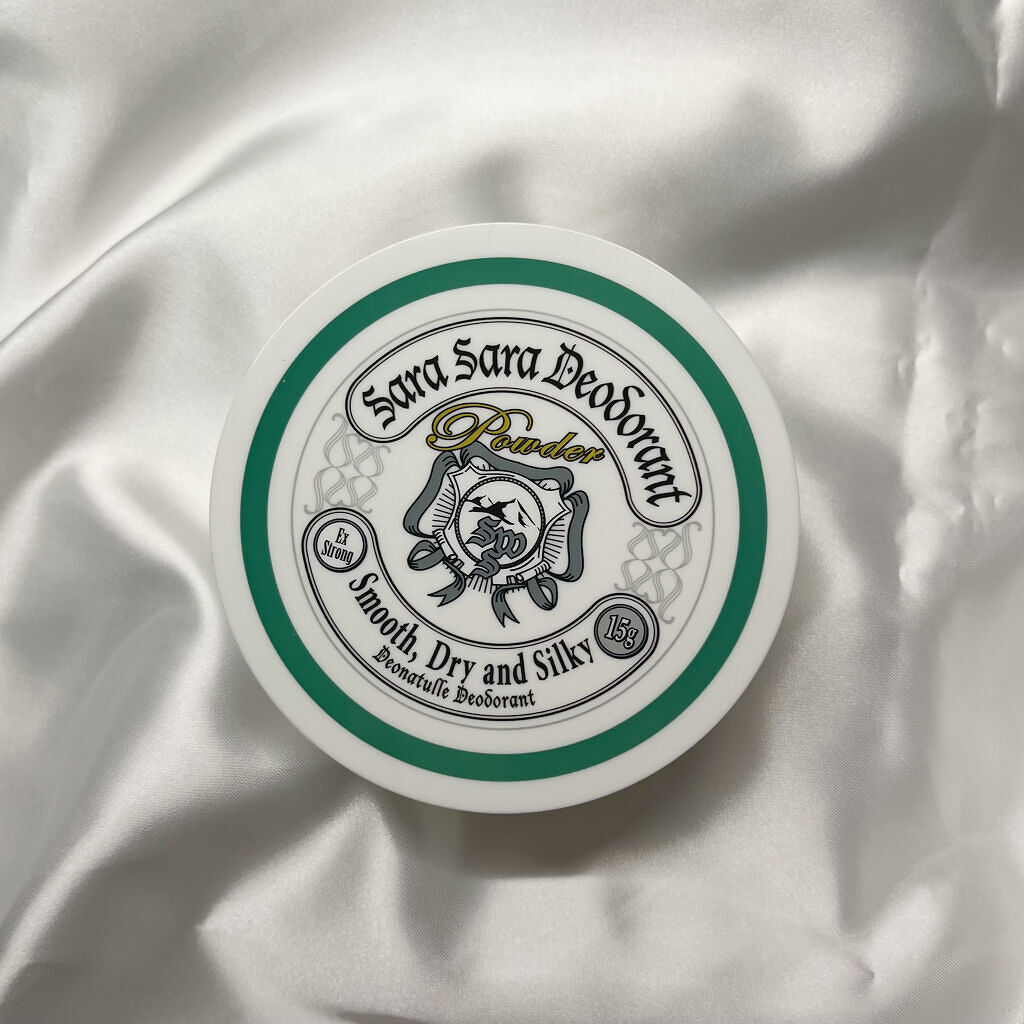 Sara Sara Deodorant
Powder
Ex
Strong
Smooth, Dry and Silky
15g
Deonatulle Deodorant